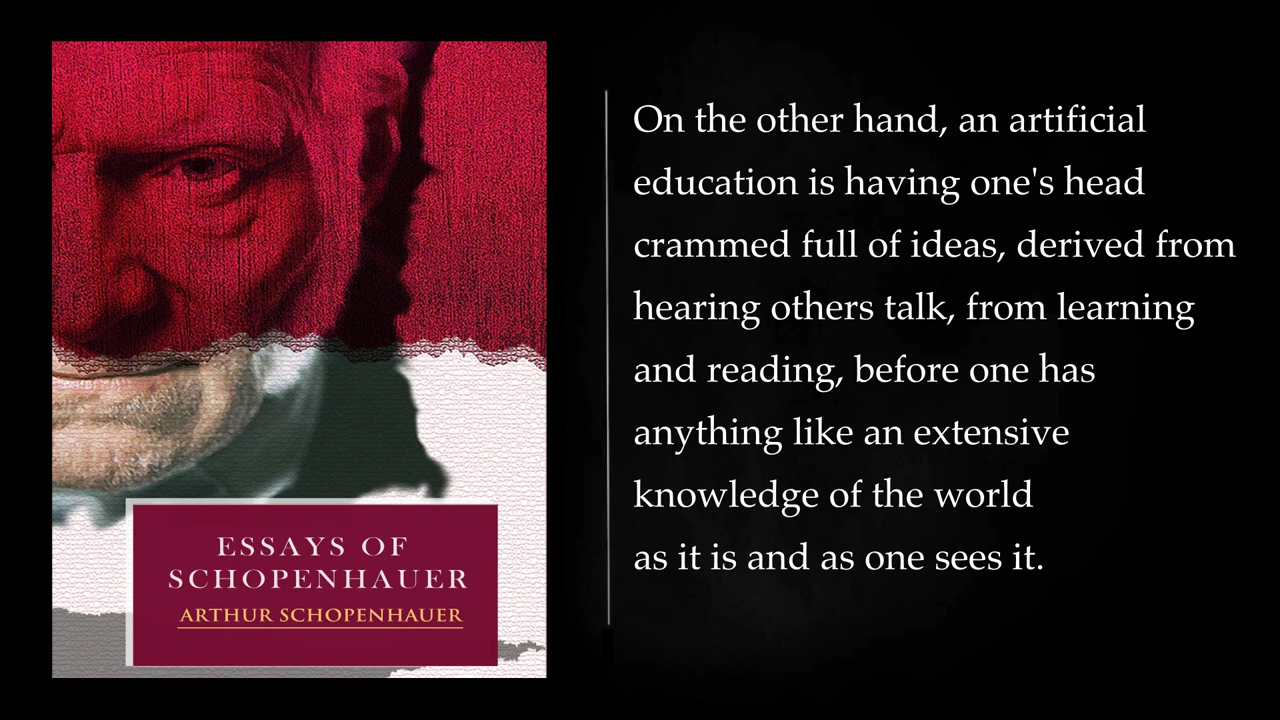 ESSAYS OF
SCHOPENHAUER
ARTHUR SCHOPENHAUER
On the other hand, an artificial
education is having one's head
crammed full of ideas, derived from
hearing others talk, from learning
and reading, before one has
anything like an extensive
knowledge of the world
as it is and as one sees it.